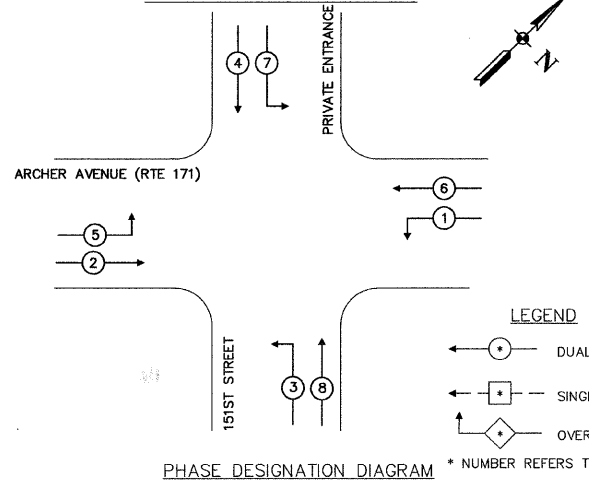 PRIVATE ENTRANCE
4 7
N
ARCHER AVENUE (RTE 171)
6
1
5
2
LEGEND
* DUAL
151ST STREET
3 8
* SINGL
* OVER
PHASE DESIGNATION DIAGRAM
* NUMBER REFERS T